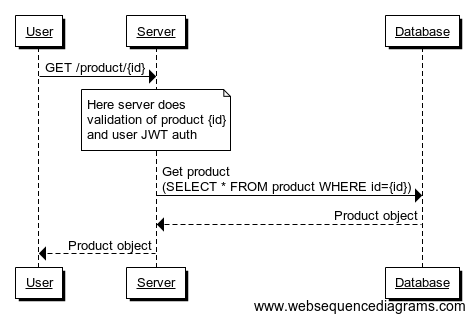 User
Server
Database
GET /product/{id}
Here server does
validation of product {id}
and user JWT auth
Get product
(SELECT * FROM product WHERE id={id})
Product object
Product object
User
Server
Database
www.websequencediagrams.com